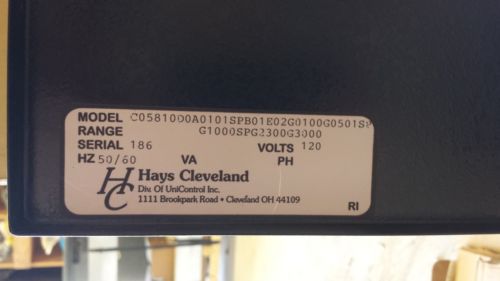 MODEL C0581000A0101SPB01E02G0100G0501SP
RANGE G1000SPG2300G3000
SERIAL 186 VOLTS 120
HZ 50/60 VA PH
HC Hays Cleveland
Div. Of UniControl Inc.
1111 Brookpark Road • Cleveland OH 44109
RI